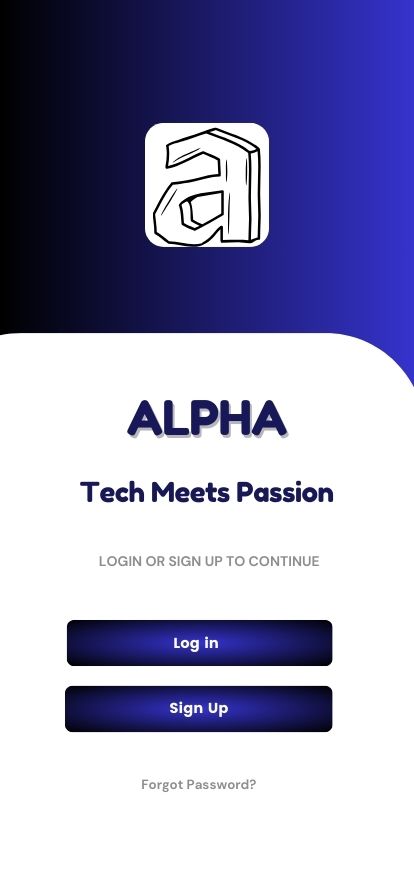 a
ALPHA
Tech Meets Passion
LOGIN OR SIGN UP TO CONTINUE
Log in
Sign Up
Forgot Password?